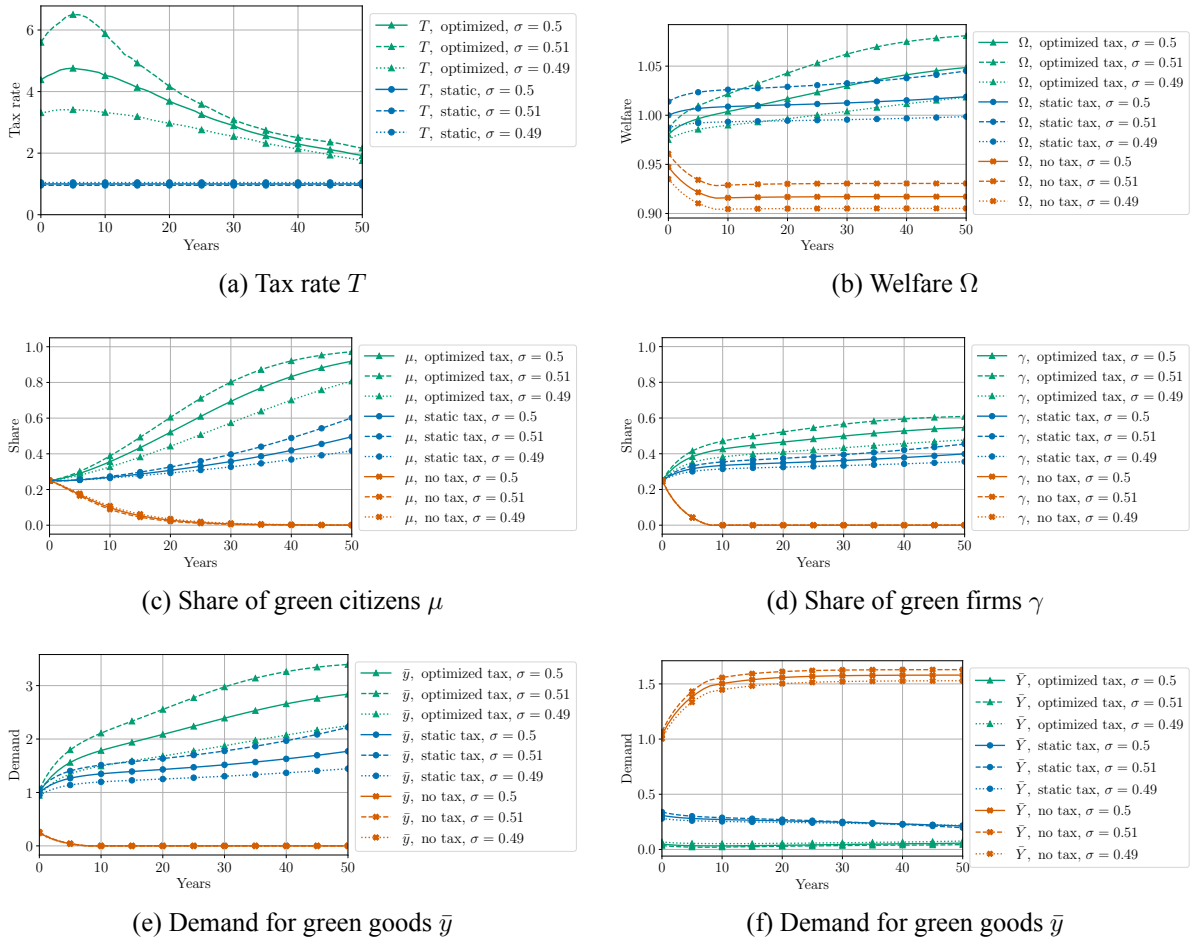 Tax rate
6
4
2
0
0 10 20 30 40 50
Years
T, optimized, σ = 0.5
T, optimized, σ = 0.51
T, optimized, σ = 0.49
T, static, σ = 0.5
T, static, σ = 0.51
T, static, σ = 0.49
(a) Tax rate T
Welfare
1.05
1.00
0.95
0.90
0 10 20 30 40 50
Years
Ω, optimized tax, σ = 0.5
Ω, optimized tax, σ = 0.51
Ω, optimized tax, σ = 0.49
Ω, static tax, σ = 0.5
Ω, static tax, σ = 0.51
Ω, static tax, σ = 0.49
Ω, no tax, σ = 0.5
Ω, no tax, σ = 0.51
Ω, no tax, σ = 0.49
(b) Welfare Ω
Share
1.0
0.8
0.6
0.4
0.2
0.0
0 10 20 30 40 50
Years
μ, optimized tax, σ = 0.5
μ, optimized tax, σ = 0.51
μ, optimized tax, σ = 0.49
μ, static tax, σ = 0.5
μ, static tax, σ = 0.51
μ, static tax, σ = 0.49
μ, no tax, σ = 0.5
μ, no tax, σ = 0.51
μ, no tax, σ = 0.49
(c) Share of green citizens μ
Share
1.0
0.8
0.6
0.4
0.2
0.0
0 10 20 30 40 50
Years
γ, optimized tax, σ = 0.5
γ, optimized tax, σ = 0.51
γ, optimized tax, σ = 0.49
γ, static tax, σ = 0.5
γ, static tax, σ = 0.51
γ, static tax, σ = 0.49
γ, no tax, σ = 0.5
γ, no tax, σ = 0.51
γ, no tax, σ = 0.49
(d) Share of green firms γ
Demand
3
2
1
0
0 10 20 30 40 50
Years
ȳ, optimized tax, σ = 0.5
ȳ, optimized tax, σ = 0.51
ȳ, optimized tax, σ = 0.49
ȳ, static tax, σ = 0.5
ȳ, static tax, σ = 0.51
ȳ, static tax, σ = 0.49
ȳ, no tax, σ = 0.5
ȳ, no tax, σ = 0.51
ȳ, no tax, σ = 0.49
(e) Demand for green goods ȳ
Demand
1.5
1.0
0.5
0.0
0 10 20 30 40 50
Years
Ȳ, optimized tax, σ = 0.5
Ȳ, optimized tax, σ = 0.51
Ȳ, optimized tax, σ = 0.49
Ȳ, static tax, σ = 0.5
Ȳ, static tax, σ = 0.51
Ȳ, static tax, σ = 0.49
Ȳ, no tax, σ = 0.5
Ȳ, no tax, σ = 0.51
Ȳ, no tax, σ = 0.49
(f) Demand for green goods ȳ